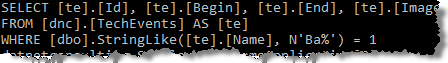 SELECT [te].[Id], [te].[Begin], [te].[End], [te].[Imag
FROM [dnc].[TechEvents] AS [te]
WHERE [dbo].[StringLike([te].[Name], N'Ba%') = 1